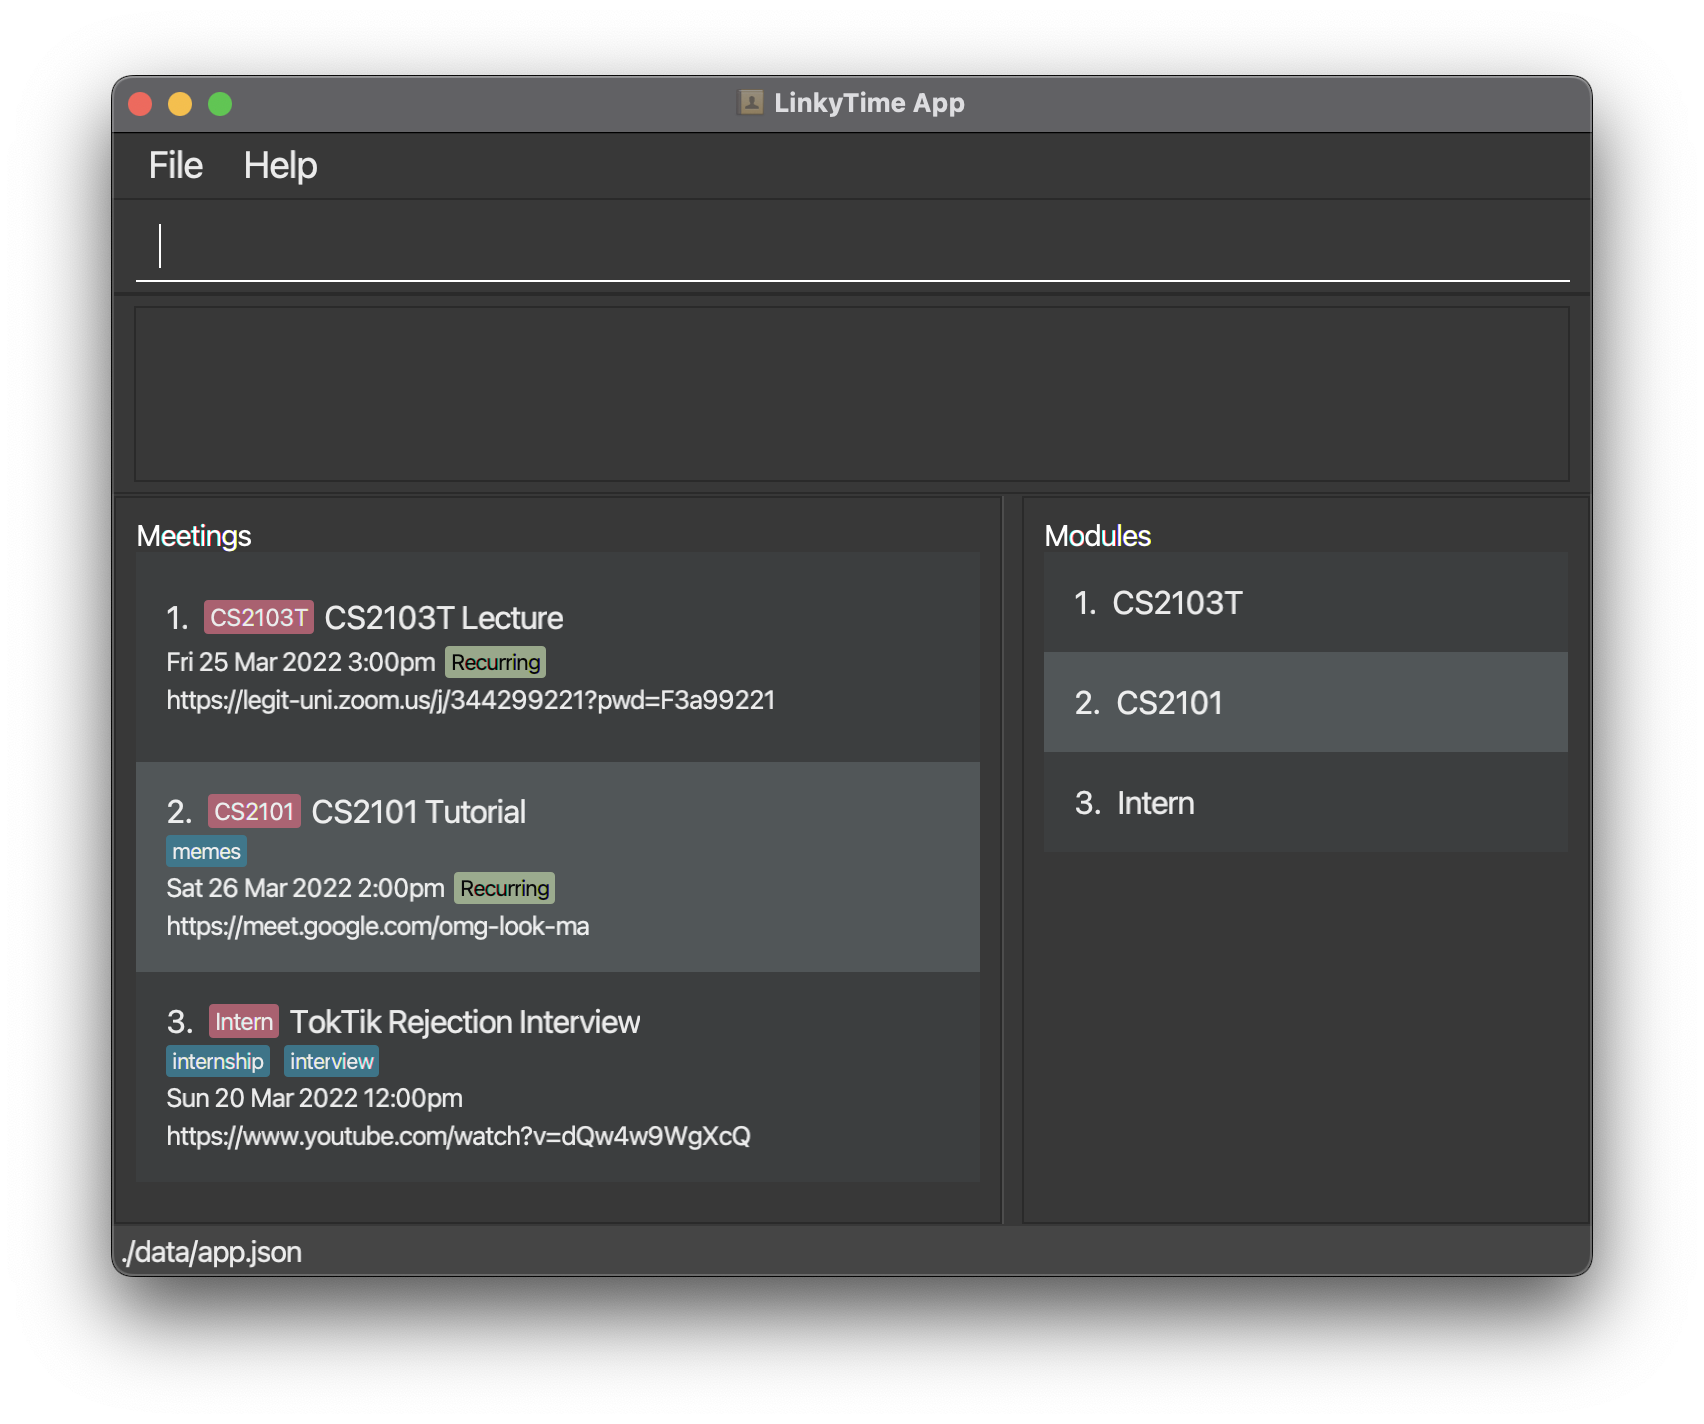 LinkyTime App
File Help
Meetings
1. CS2103T CS2103T Lecture
Fri 25 Mar 2022 3:00pm Recurring
https://legit-uni.zoom.us/j/344299221?pwd=F3a99221
2. CS2101 CS2101 Tutorial
memes
Sat 26 Mar 2022 2:00pm Recurring
https://meet.google.com/omg-look-ma
3. Intern TokTik Rejection Interview
internship interview
Sun 20 Mar 2022 12:00pm
https://www.youtube.com/watch?v=dQw4w9WgXcQ
Modules
1. CS2103T
2. CS2101
3. Intern
./data/app.json